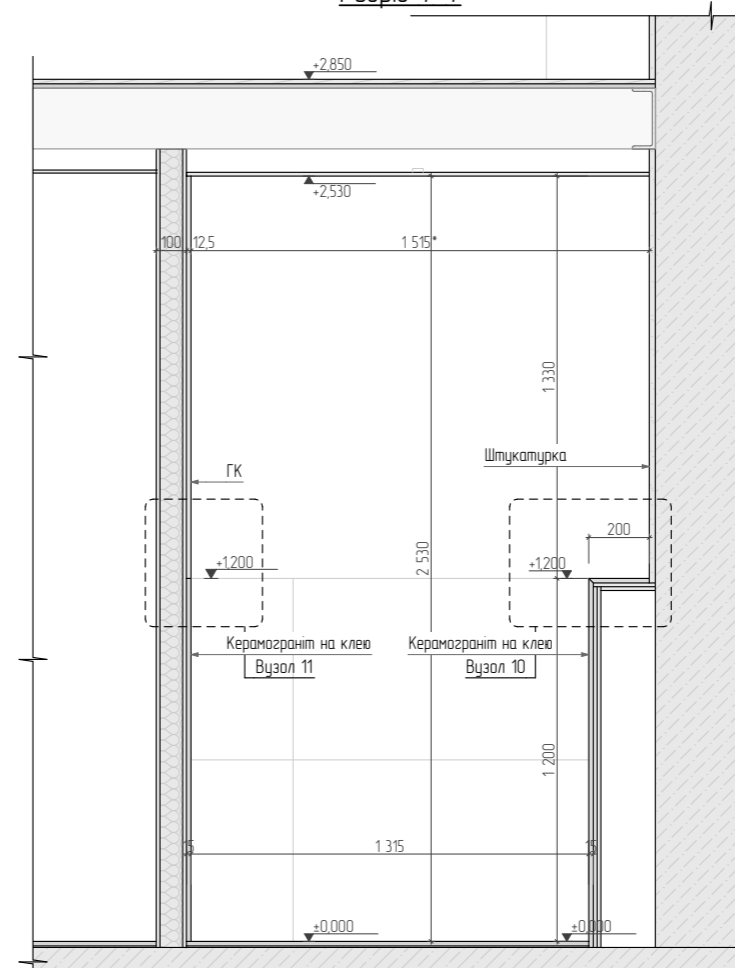 +2,850
+2,530
100 12,5 1 515*
1 330
Штукатурка
ГК
200
+1,200 +1,200
2 530
Керамограніт на клею Керамограніт на клею
Вузол 11 Вузол 10
1 200
15 1 315 15
±0,000 ±0,000